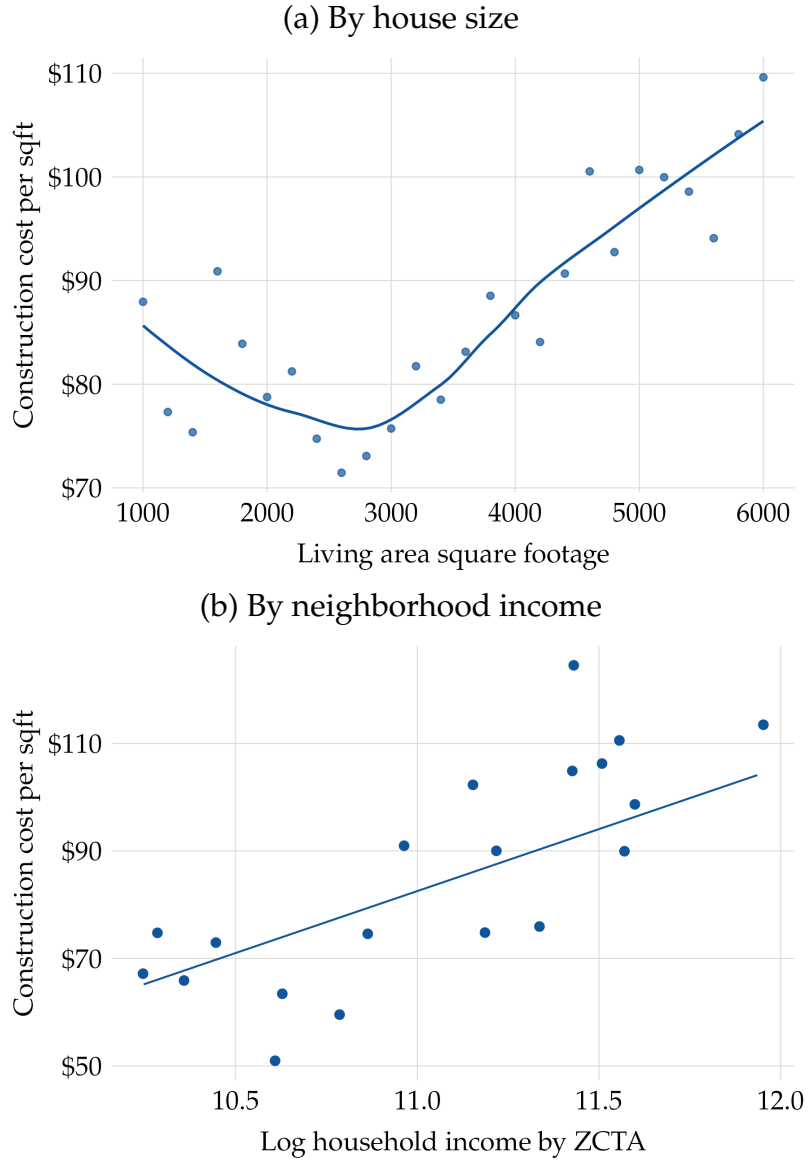 (a) By house size
Construction cost per sqft
$110
$100
$90
$80
$70
1000 2000 3000 4000 5000 6000
Living area square footage
(b) By neighborhood income
Construction cost per sqft
$110
$90
$70
$50
10.5 11.0 11.5 12.0
Log household income by ZCTA